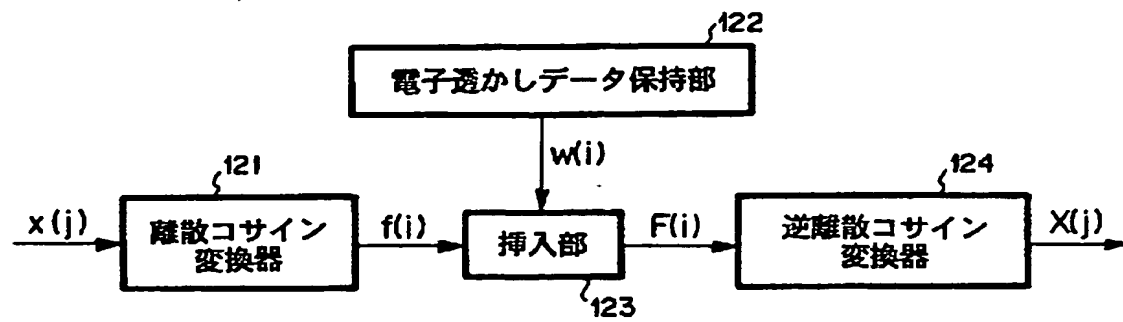 122
電子透かしデータ保持部
w(i)
121
124
x(j)
離散コサイン
変換器
f(i)
挿入部
F(i)
逆離散コサイン
変換器
X(j)
123